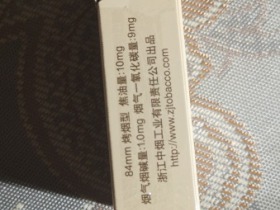 84mm 烤烟型 焦油量:10mg
烟气烟碱量:1.0mg 烟气一氧化碳量:9mg
浙江中烟工业有限责任公司出品
http://www.zjtobacco.com